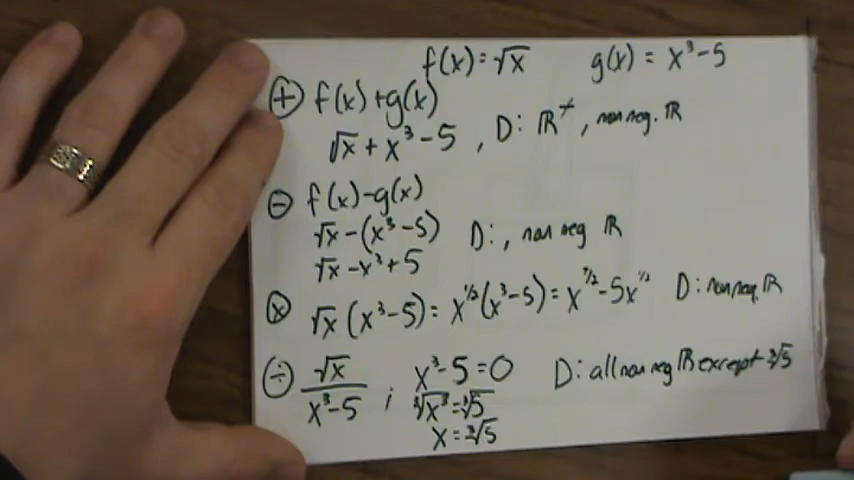 f(x) = √x g(x) = x³ - 5
⊕ f(x) + g(x)
√x + x³ - 5 , D: ℝ⁺ , non neg. ℝ
⊖ f(x) - g(x)
√x - (x³ - 5) D: , non neg ℝ
√x - x³ + 5
ⓧ √x (x³ - 5) = x^1/2 (x³ - 5) = x^7/2 - 5x^1/2 D: non neg. ℝ
÷ √x / x³ - 5 ; x³ - 5 = 0 D: all non neg ℝ except ∛5
∛x³ = ∛5
x = ∛5